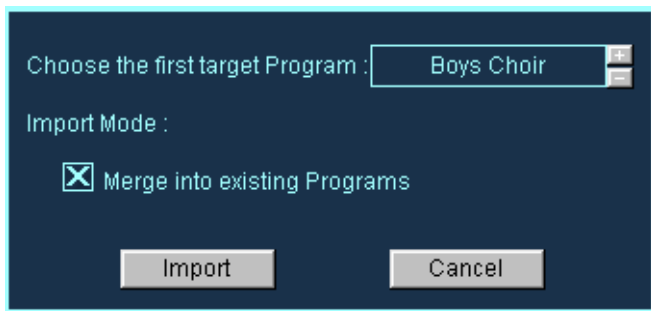 Choose the first target Program : Boys Choir + −
Import Mode :
Merge into existing Programs
Import Cancel